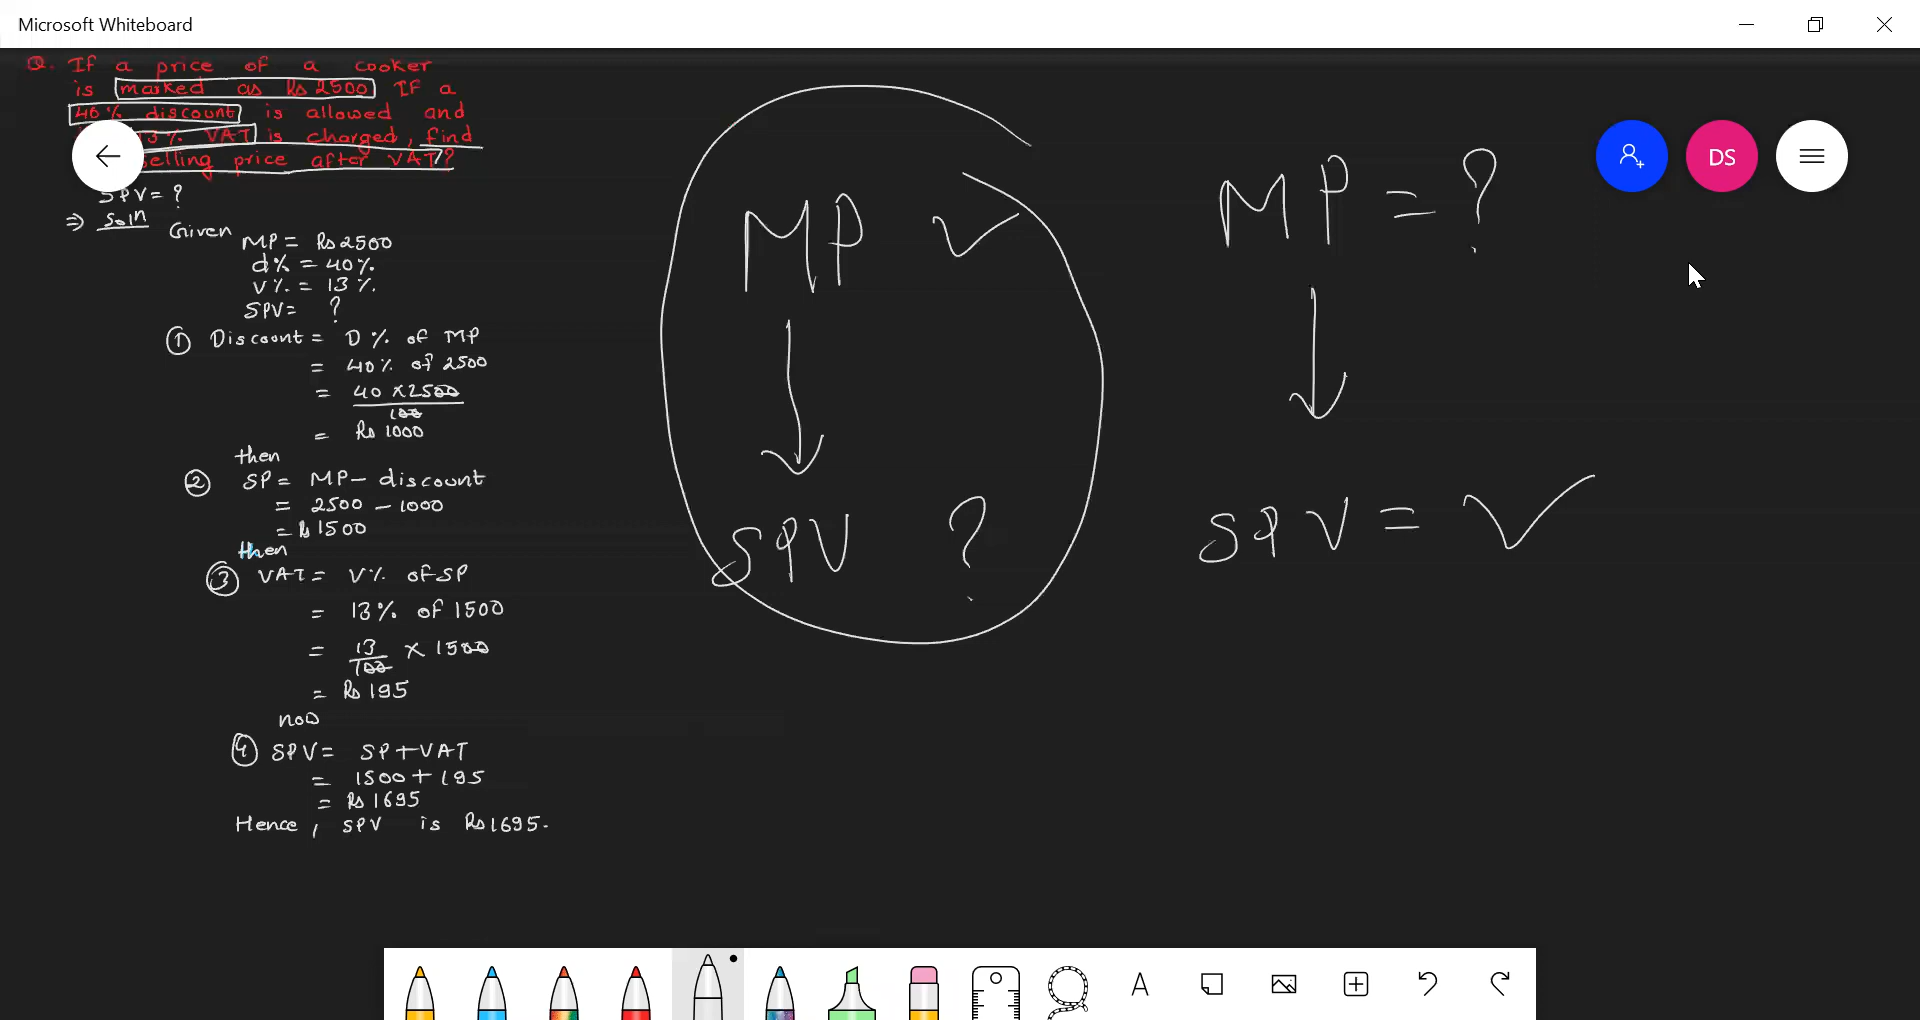 Microsoft Whiteboard
Q. If a price of a cooker
is marked as Rs 2500 If a
40% discount is allowed and
13% VAT is charged, find
selling price after VAT?
SPV = ?
⇒ Soln
Given
MP = Rs 2500
d% = 40%.
V%. = 13%.
SPV = ?
① Discount = D%. of MP
= 40% of 2500
= 40 × 2500
100
= Rs 1000
then
② SP = MP - discount
= 2500 - 1000
= Rs 1500
then
③ VAT = V% of SP
= 13% of 1500
= 13/100 × 1500
= Rs 195
now
④ SPV = SP + VAT
= 1500 + 195
= Rs 1695
Hence, SPV is Rs 1695.
MP ✓
↓
SPV ?
MP = ?
↓
SPV = ✓
DS
A